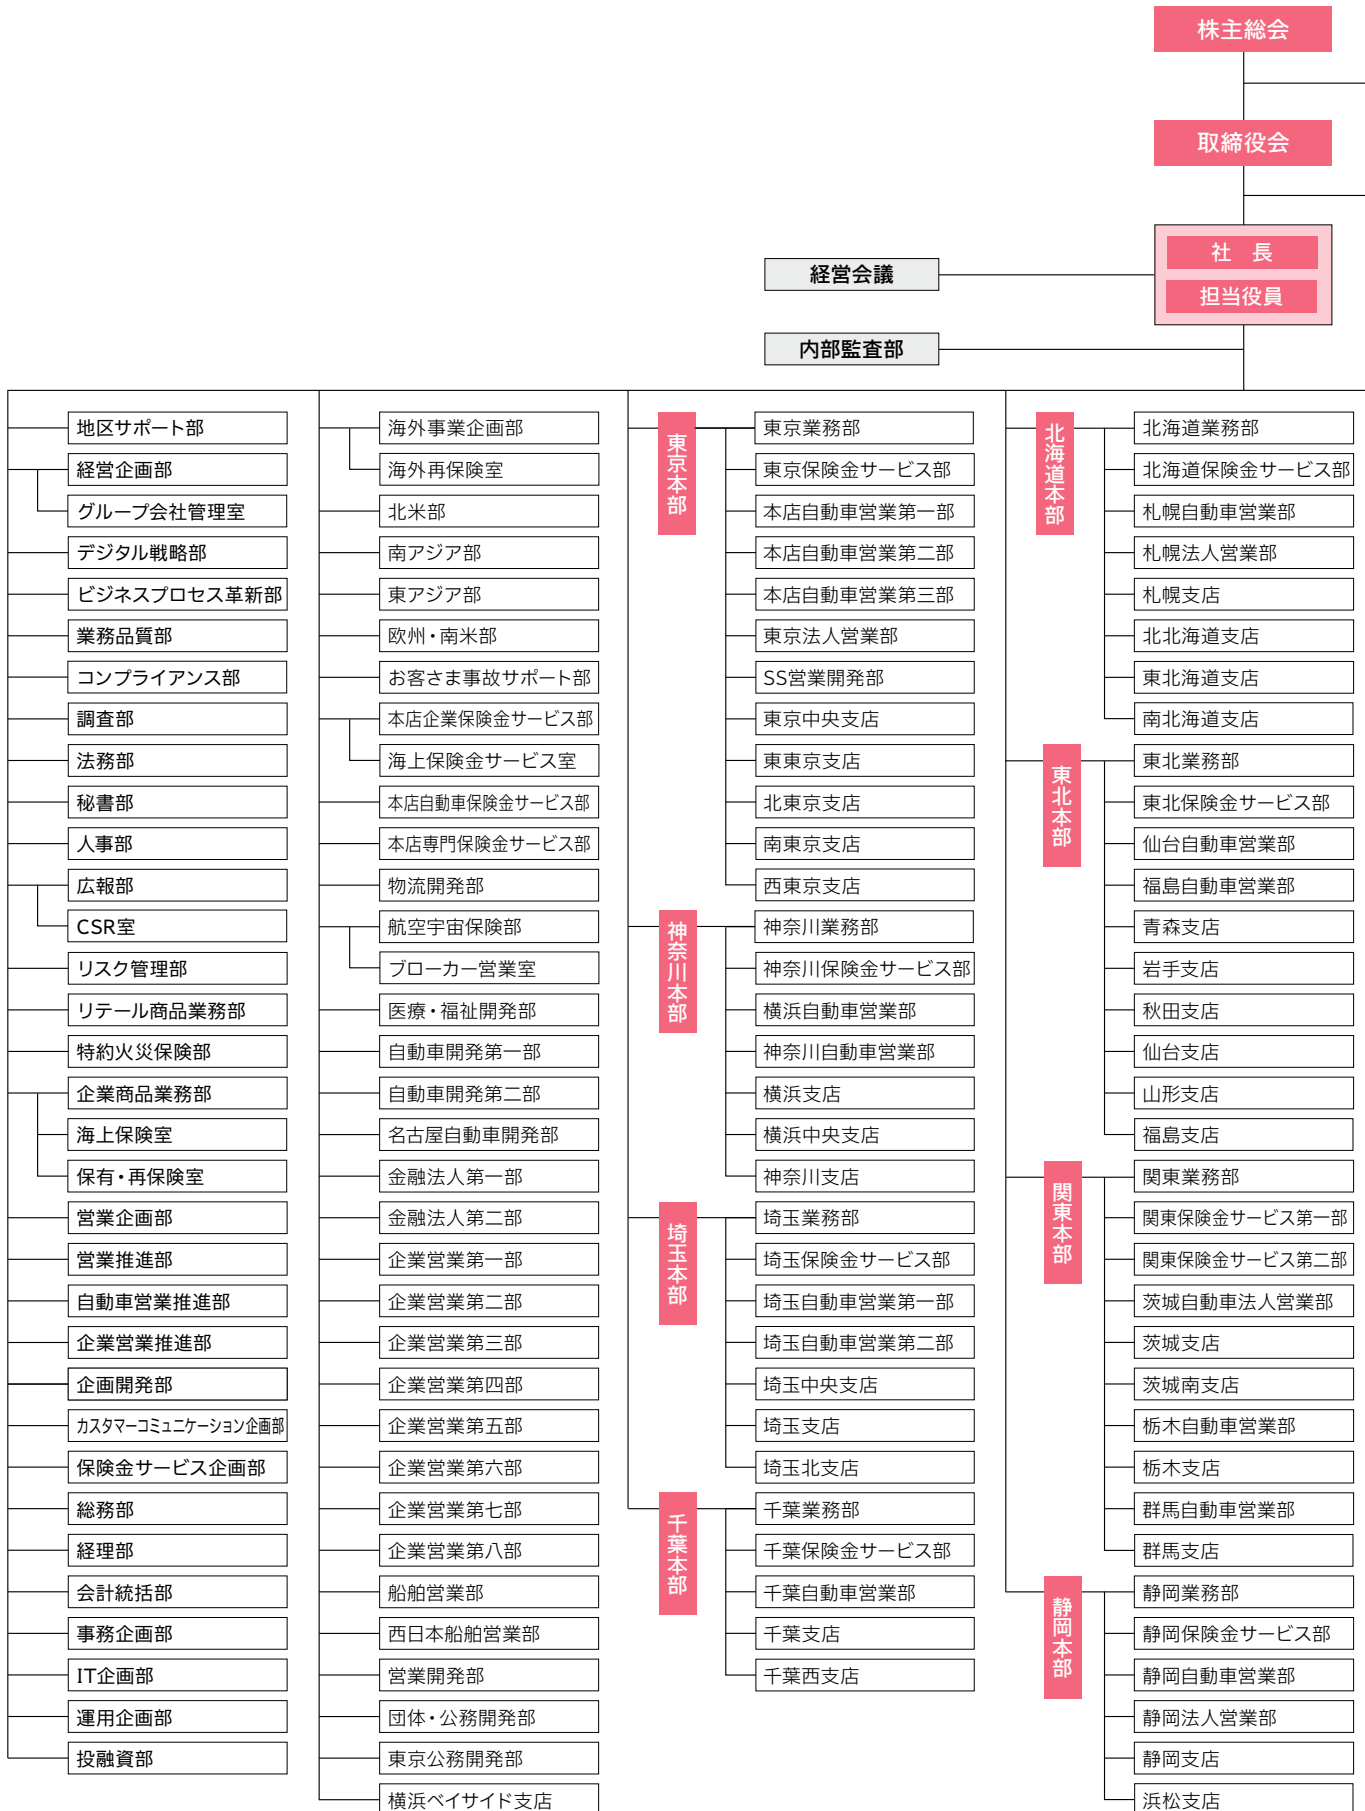 株主総会
取締役会
社　長
担当役員
経営会議
内部監査部
地区サポート部
経営企画部
グループ会社管理室
デジタル戦略部
ビジネスプロセス革新部
業務品質部
コンプライアンス部
調査部
法務部
秘書部
人事部
広報部
CSR室
リスク管理部
リテール商品業務部
特約火災保険部
企業商品業務部
海上保険室
保有・再保険室
営業企画部
営業推進部
自動車営業推進部
企業営業推進部
企画開発部
カスタマーコミュニケーション企画部
保険金サービス企画部
総務部
経理部
会計統括部
事務企画部
IT企画部
運用企画部
投融資部
海外事業企画部
海外再保険室
北米部
南アジア部
東アジア部
欧州・南米部
お客さま事故サポート部
本店企業保険金サービス部
海上保険金サービス室
本店自動車保険金サービス部
本店専門保険金サービス部
物流開発部
航空宇宙保険部
ブローカー営業室
医療・福祉開発部
自動車開発第一部
自動車開発第二部
名古屋自動車開発部
金融法人第一部
金融法人第二部
企業営業第一部
企業営業第二部
企業営業第三部
企業営業第四部
企業営業第五部
企業営業第六部
企業営業第七部
企業営業第八部
船舶営業部
西日本船舶営業部
営業開発部
団体・公務開発部
東京公務開発部
横浜ベイサイド支店
東京本部
東京業務部
東京保険金サービス部
本店自動車営業第一部
本店自動車営業第二部
本店自動車営業第三部
東京法人営業部
SS営業開発部
東京中央支店
東東京支店
北東京支店
南東京支店
西東京支店
神奈川本部
神奈川業務部
神奈川保険金サービス部
横浜自動車営業部
神奈川自動車営業部
横浜支店
横浜中央支店
神奈川支店
埼玉本部
埼玉業務部
埼玉保険金サービス部
埼玉自動車営業第一部
埼玉自動車営業第二部
埼玉中央支店
埼玉支店
埼玉北支店
千葉本部
千葉業務部
千葉保険金サービス部
千葉自動車営業部
千葉支店
千葉西支店
北海道本部
北海道業務部
北海道保険金サービス部
札幌自動車営業部
札幌法人営業部
札幌支店
北北海道支店
東北海道支店
南北海道支店
東北本部
東北業務部
東北保険金サービス部
仙台自動車営業部
福島自動車営業部
青森支店
岩手支店
秋田支店
仙台支店
山形支店
福島支店
関東本部
関東業務部
関東保険金サービス第一部
関東保険金サービス第二部
茨城自動車法人営業部
茨城支店
茨城南支店
栃木自動車営業部
栃木支店
群馬自動車営業部
群馬支店
静岡本部
静岡業務部
静岡保険金サービス部
静岡自動車営業部
静岡法人営業部
静岡支店
浜松支店